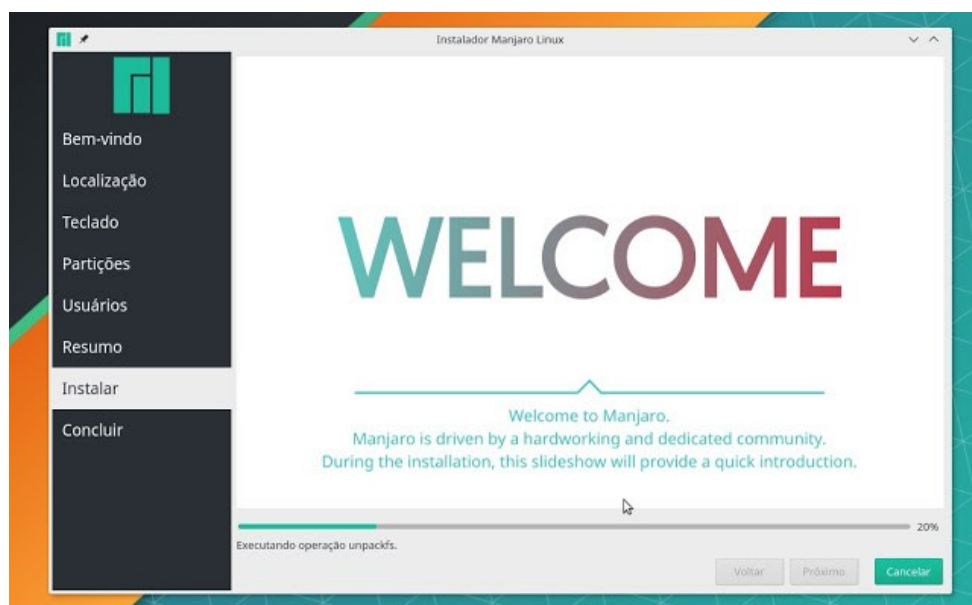 Instalador Manjaro Linux
Bem-vindo
Localização
Teclado
Partições
Usuários
Resumo
Instalar
Concluir
WELCOME
Welcome to Manjaro.
Manjaro is driven by a hardworking and dedicated community.
During the installation, this slideshow will provide a quick introduction.
20%
Executando operação unpackfs.
Voltar
Próximo
Cancelar